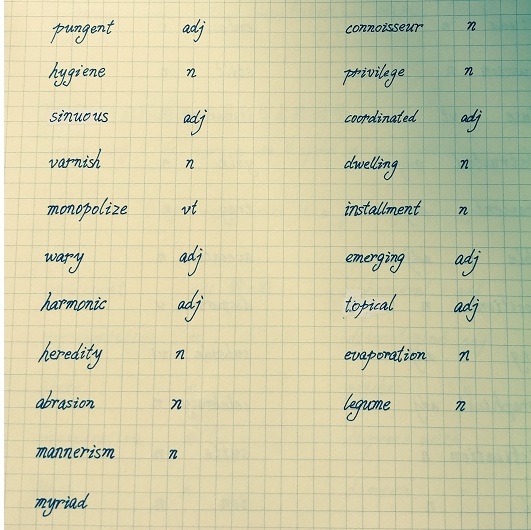 pungent adj
hygiene n
sinuous adj
varnish n
monopolize vt
wary adj
harmonic adj
heredity n
abrasion n
mannerism n
myriad
connoisseur n
privilege n
coordinated adj
dwelling n
installment n
emerging adj
topical adj
evaporation n
legume n